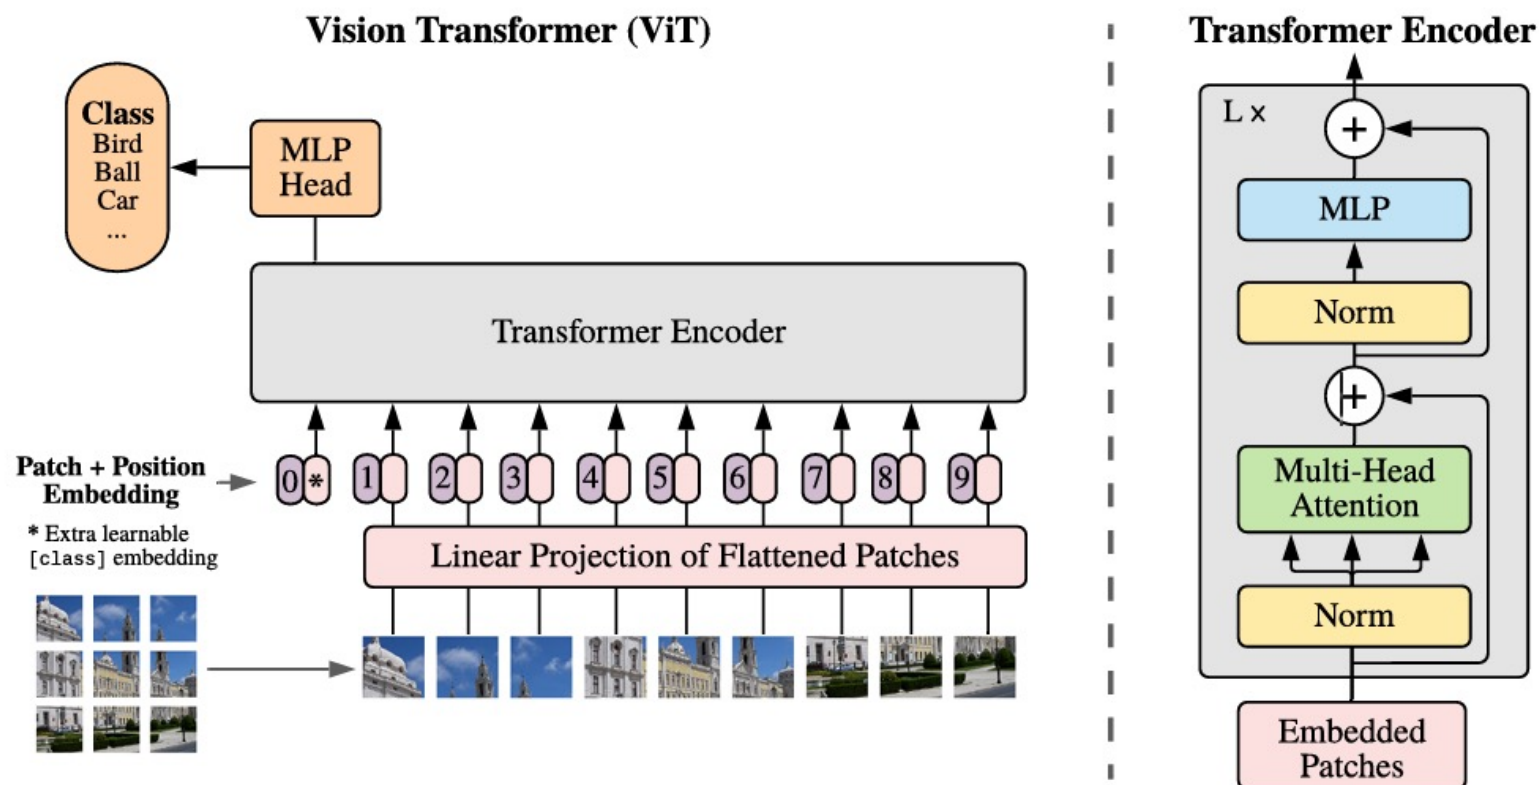 Vision Transformer (ViT)
Class
Bird
Ball
Car
...
MLP
Head
Transformer Encoder
Patch + Position
Embedding
0 * 1 2 3 4 5 6 7 8 9
* Extra learnable
[class] embedding
Linear Projection of Flattened Patches
Transformer Encoder
L x
+
MLP
Norm
+
Multi-Head
Attention
Norm
Embedded
Patches